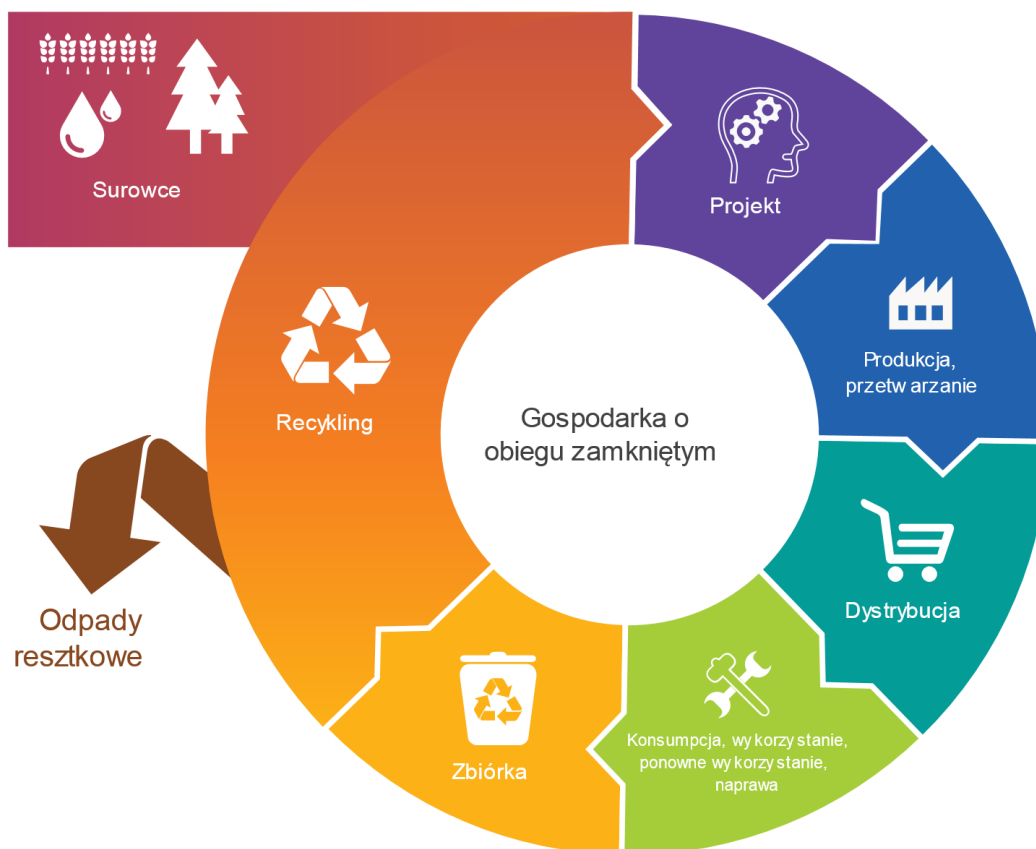 Surowce
Projekt
Produkcja,
przetw arzanie
Recykling
Gospodarka o
obiegu zamkniętym
Dystrybucja
Odpady
resztkowe
Konsumpcja, wy korzy stanie,
ponowne wy korzy stanie,
naprawa
Zbiórka